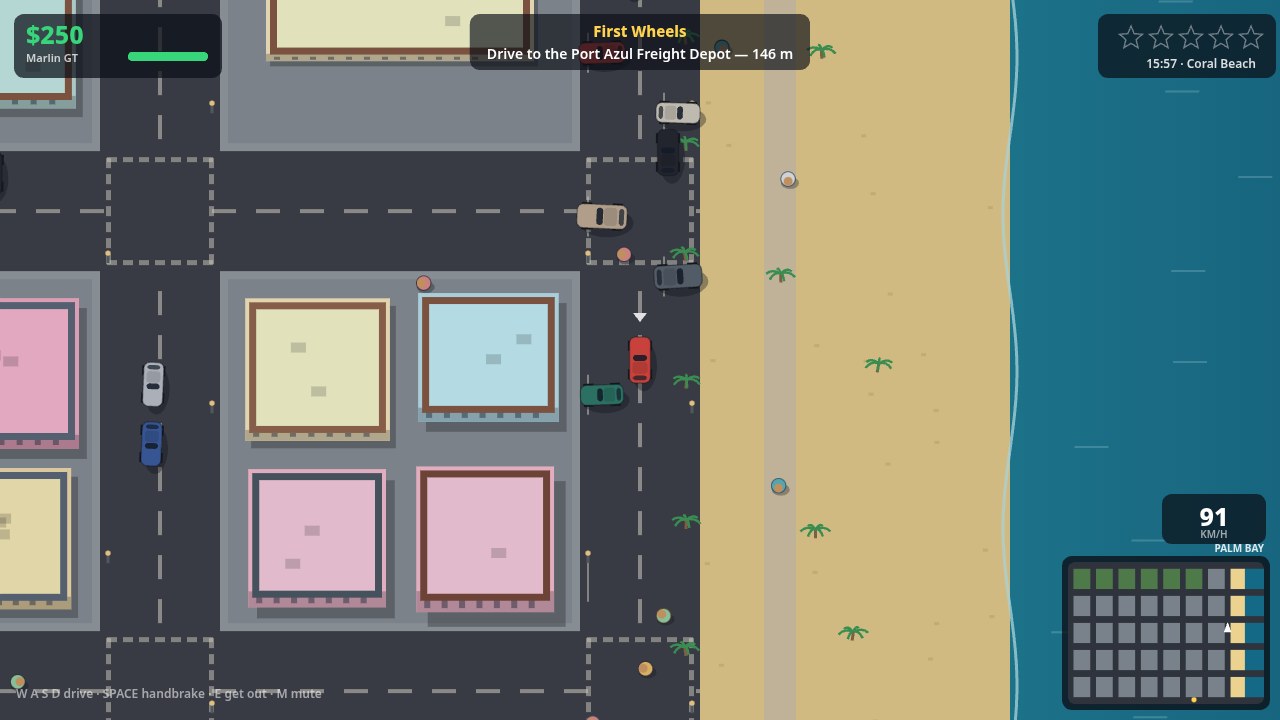 $250
Marlin GT
First Wheels
Drive to the Port Azul Freight Depot — 146 m
15:57 · Coral Beach
91
KM/H
PALM BAY
W A S D drive · SPACE handbrake · E get out · M mute